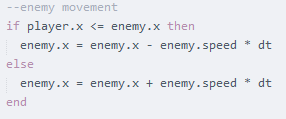 --enemy movement
if player.x <= enemy.x then
  enemy.x = enemy.x - enemy.speed * dt
else
  enemy.x = enemy.x + enemy.speed * dt
end